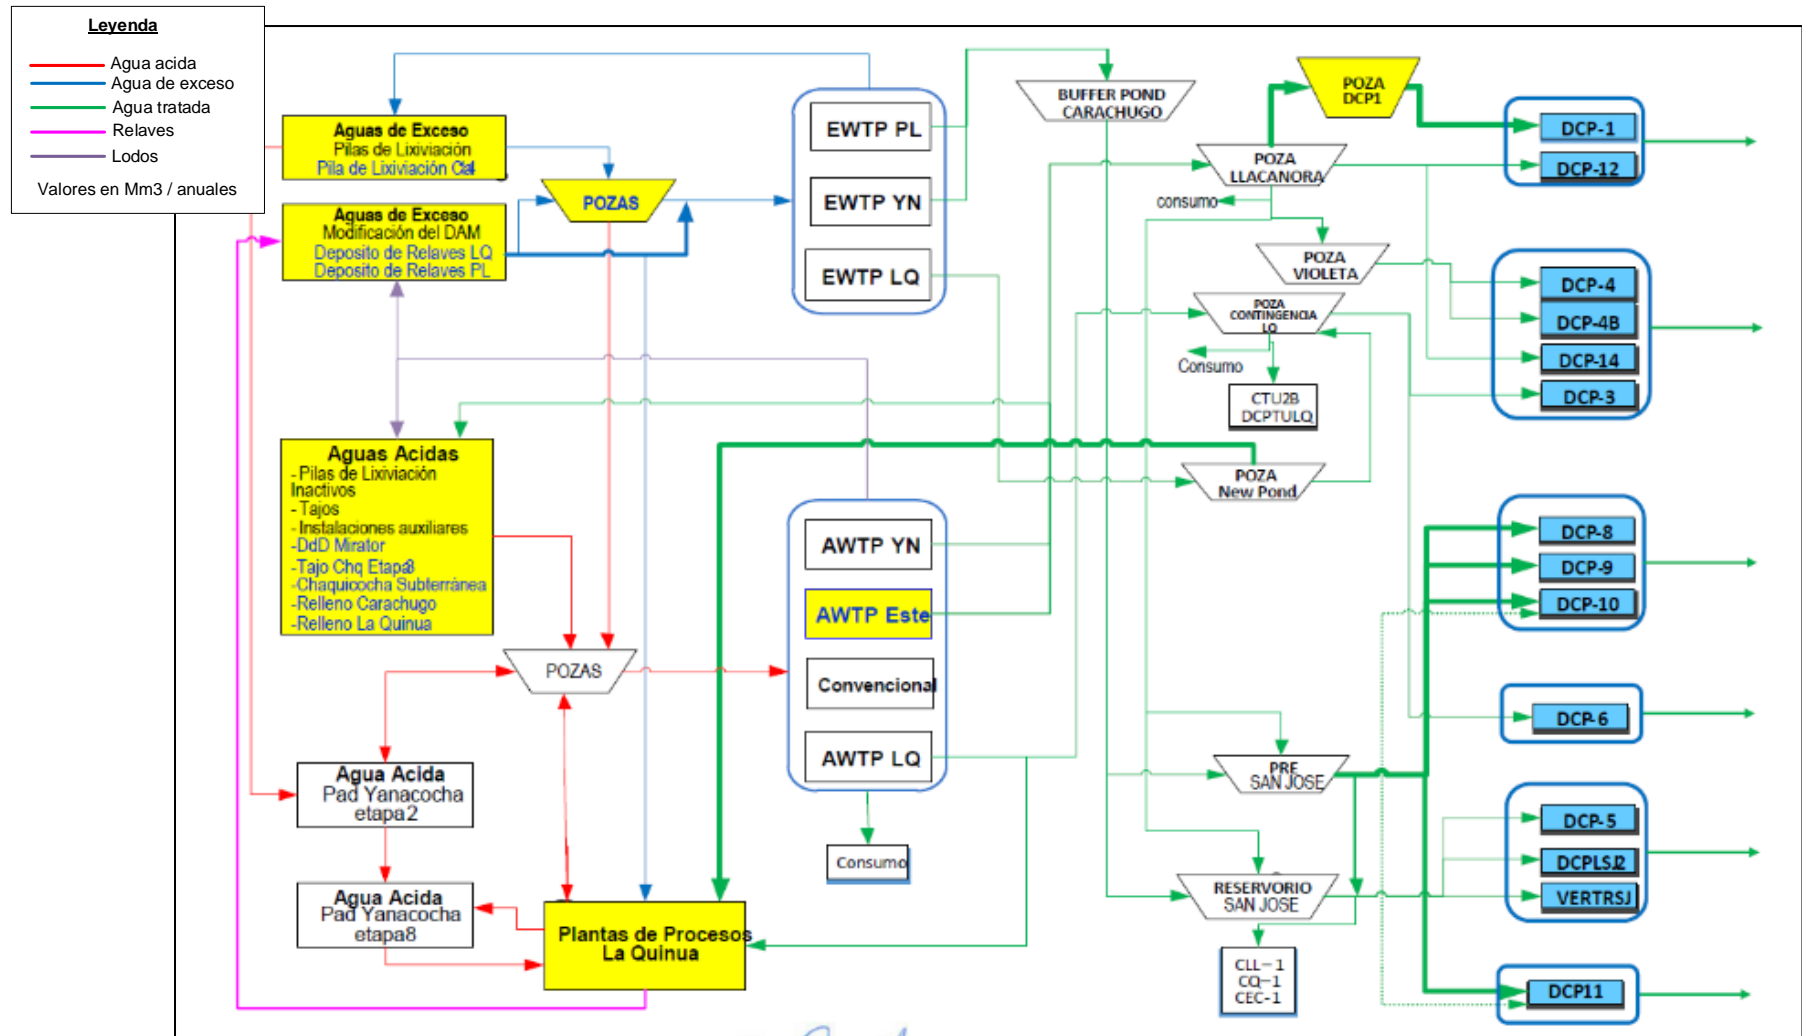 Leyenda
Agua acida
Agua de exceso
Agua tratada
Relaves
Lodos
Valores en Mm3 / anuales
Aguas de Exceso
Pilas de Lixiviación
Pila de Lixiviación Cla4
Aguas de Exceso
Modificación del DAM
Deposito de Relaves LQ
Deposito de Relaves PL
POZAS
EWTP PL
EWTP YN
EWTP LQ
BUFFER POND
CARACHUGO
POZA
DCP1
POZA
LLACANORA
consumo
POZA
VIOLETA
POZA
CONTINGENCIA
LQ
Consumo
CTU2B
DCPTULQ
POZA
New Pond
DCP-1
DCP-12
DCP-4
DCP-4B
DCP-14
DCP-3
Aguas Acidas
-Pilas de Lixiviación
Inactivos
-Tajos
-Instalaciones auxiliares
-DdD Mirator
-Tajo Chq Etapa8
-Chaquicocha Subterránea
-Relleno Carachugo
-Relleno La Quinua
POZAS
AWTP YN
AWTP Este
Convencional
AWTP LQ
Consumo
DCP-8
DCP-9
DCP-10
DCP-6
PRE
SAN JOSE
RESERVORIO
SAN JOSE
DCP-5
DCPLSJ2
VERTRSJ
CLL-1
CQ-1
CEC-1
DCP11
Agua Acida
Pad Yanacocha
etapa2
Agua Acida
Pad Yanacocha
etapa8
Plantas de Procesos
La Quinua